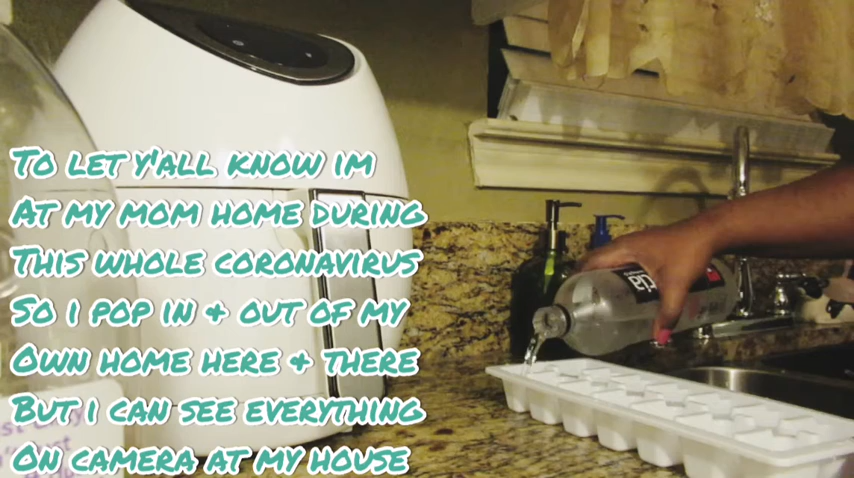 To let y'all know im
At my mom home during
This whole coronavirus
So i pop in & out of my
Own home here & there
But i can see everything
On camera at my house